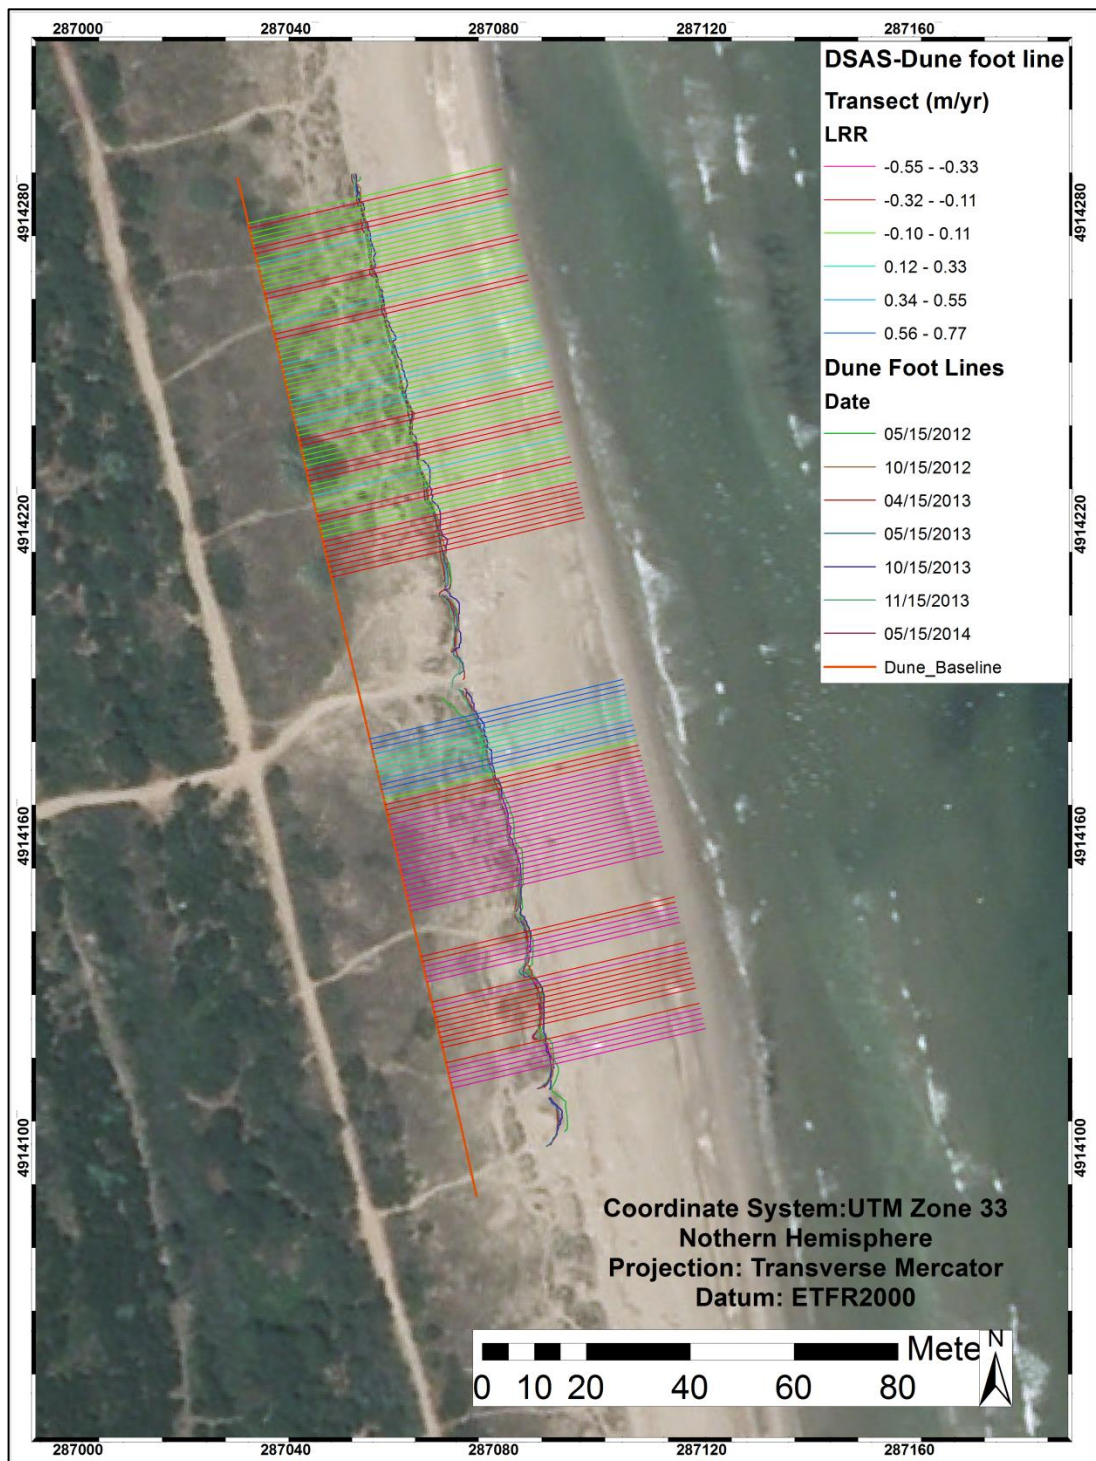 287000 287040 287080 287120 287160
DSAS-Dune foot line
Transect (m/yr)
LRR
-0.55 - -0.33
-0.32 - -0.11
-0.10 - 0.11
0.12 - 0.33
0.34 - 0.55
0.56 - 0.77
Dune Foot Lines
Date
05/15/2012
10/15/2012
04/15/2013
05/15/2013
10/15/2013
11/15/2013
05/15/2014
Dune_Baseline
4914280 4914280
4914220 4914220
4914160 4914160
4914100 4914100
Coordinate System:UTM Zone 33
Nothern Hemisphere
Projection: Transverse Mercator
Datum: ETFR2000
Mete N
0 10 20 40 60 80
287000 287040 287080 287120 287160